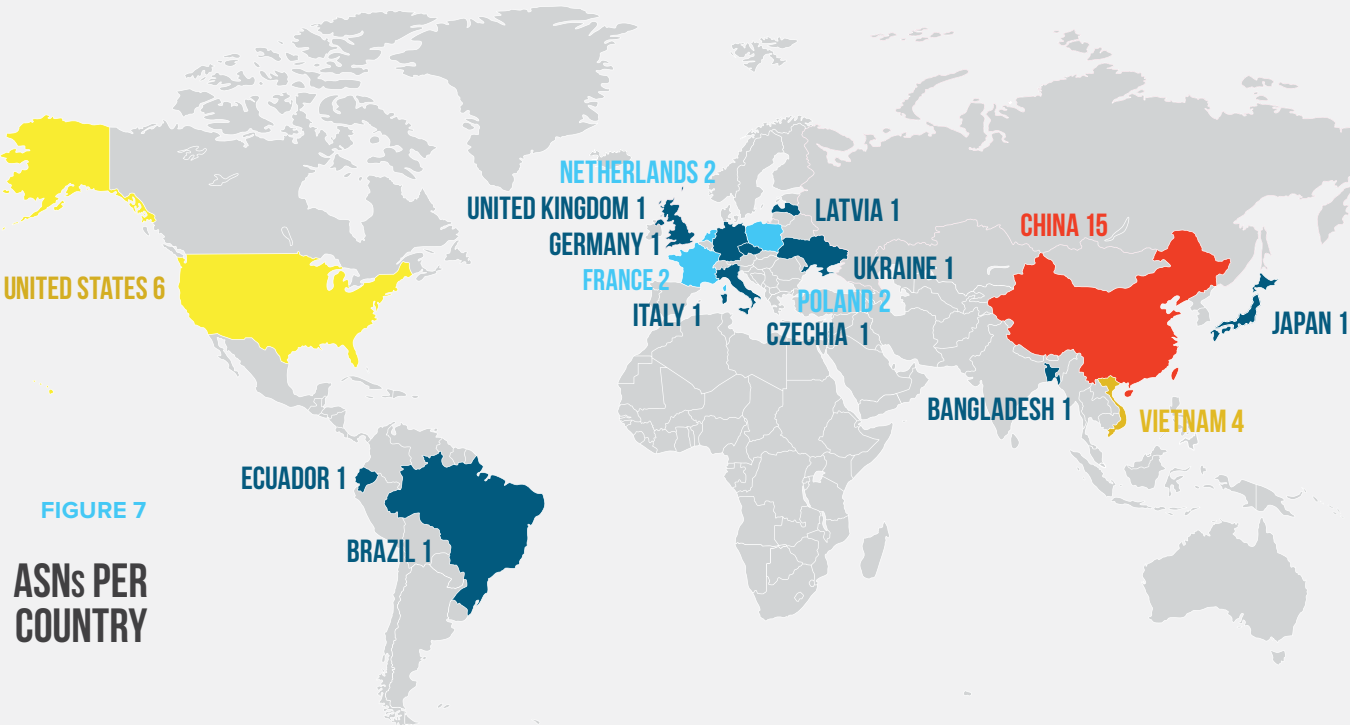 NETHERLANDS 2
UNITED KINGDOM 1
LATVIA 1
CHINA 15
GERMANY 1
UKRAINE 1
FRANCE 2
UNITED STATES 6
POLAND 2
ITALY 1
JAPAN 1
CZECHIA 1
BANGLADESH 1
VIETNAM 4
ECUADOR 1
BRAZIL 1
FIGURE 7
ASNs PER
COUNTRY